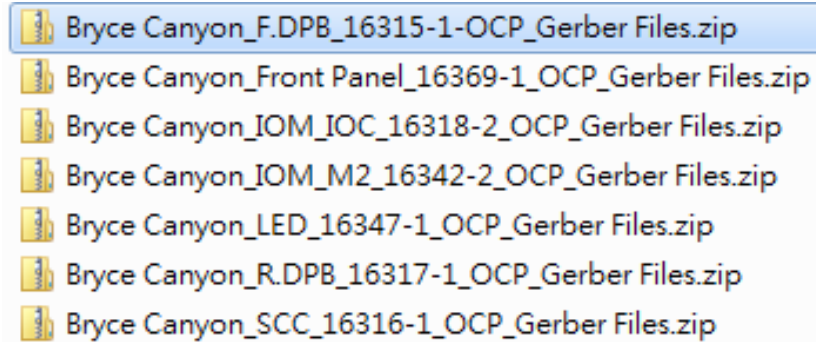 Bryce Canyon_F.DPB_16315-1-OCP_Gerber Files.zip
Bryce Canyon_Front Panel_16369-1_OCP_Gerber Files.zip
Bryce Canyon_IOM_IOC_16318-2_OCP_Gerber Files.zip
Bryce Canyon_IOM_M2_16342-2_OCP_Gerber Files.zip
Bryce Canyon_LED_16347-1_OCP_Gerber Files.zip
Bryce Canyon_R.DPB_16317-1_OCP_Gerber Files.zip
Bryce Canyon_SCC_16316-1_OCP_Gerber Files.zip